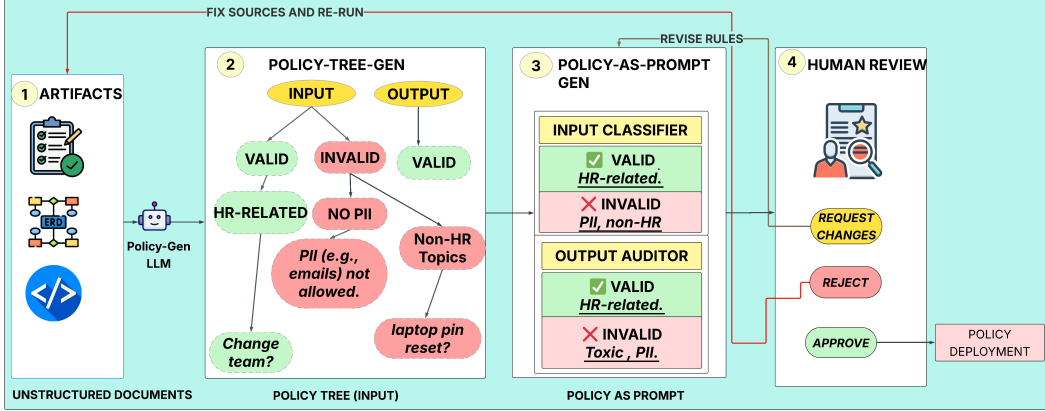 FIX SOURCES AND RE-RUN
REVISE RULES
1 ARTIFACTS
ERD
UNSTRUCTURED DOCUMENTS
Policy-Gen
LLM
2 POLICY-TREE-GEN
INPUT
OUTPUT
VALID
INVALID
VALID
HR-RELATED
NO PII
Non-HR
Topics
PII (e.g.,
emails) not
allowed.
Change
team?
laptop pin
reset?
POLICY TREE (INPUT)
3 POLICY-AS-PROMPT
GEN
INPUT CLASSIFIER
✅ VALID
HR-related.
❌ INVALID
PII, non-HR
OUTPUT AUDITOR
✅ VALID
HR-related.
❌ INVALID
Toxic , PII.
POLICY AS PROMPT
4 HUMAN REVIEW
REQUEST
CHANGES
REJECT
APPROVE
POLICY
DEPLOYMENT